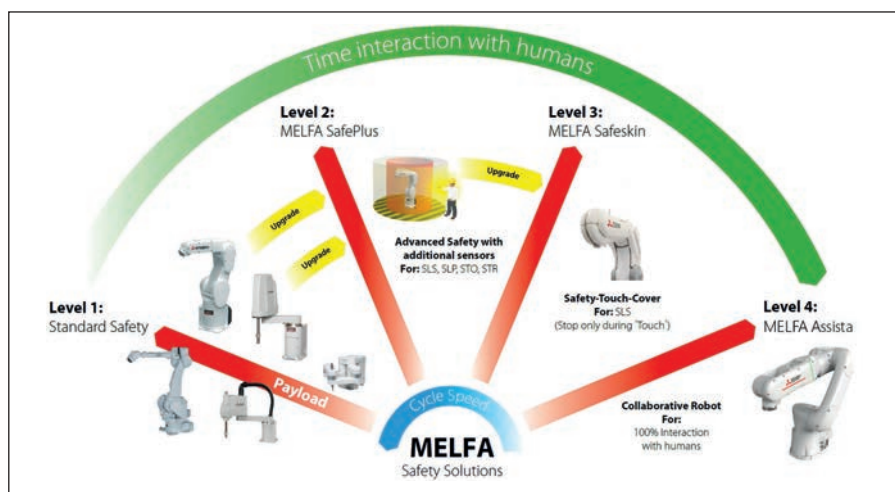 Time interaction with humans
Level 2:
MELFA SafePlus
Level 3:
MELFA Safeskin
Upgrade
Upgrade
Upgrade
Advanced Safety with
additional sensors
For: SLS, SLP, STO, STR
Level 1:
Standard Safety
Safety-Touch-Cover
For: SLS
(Stop only during 'Touch')
Level 4:
MELFA Assista
Payload
Cycle Speed
MELFA
Safety Solutions
Collaborative Robot
For:
100% Interaction
with humans